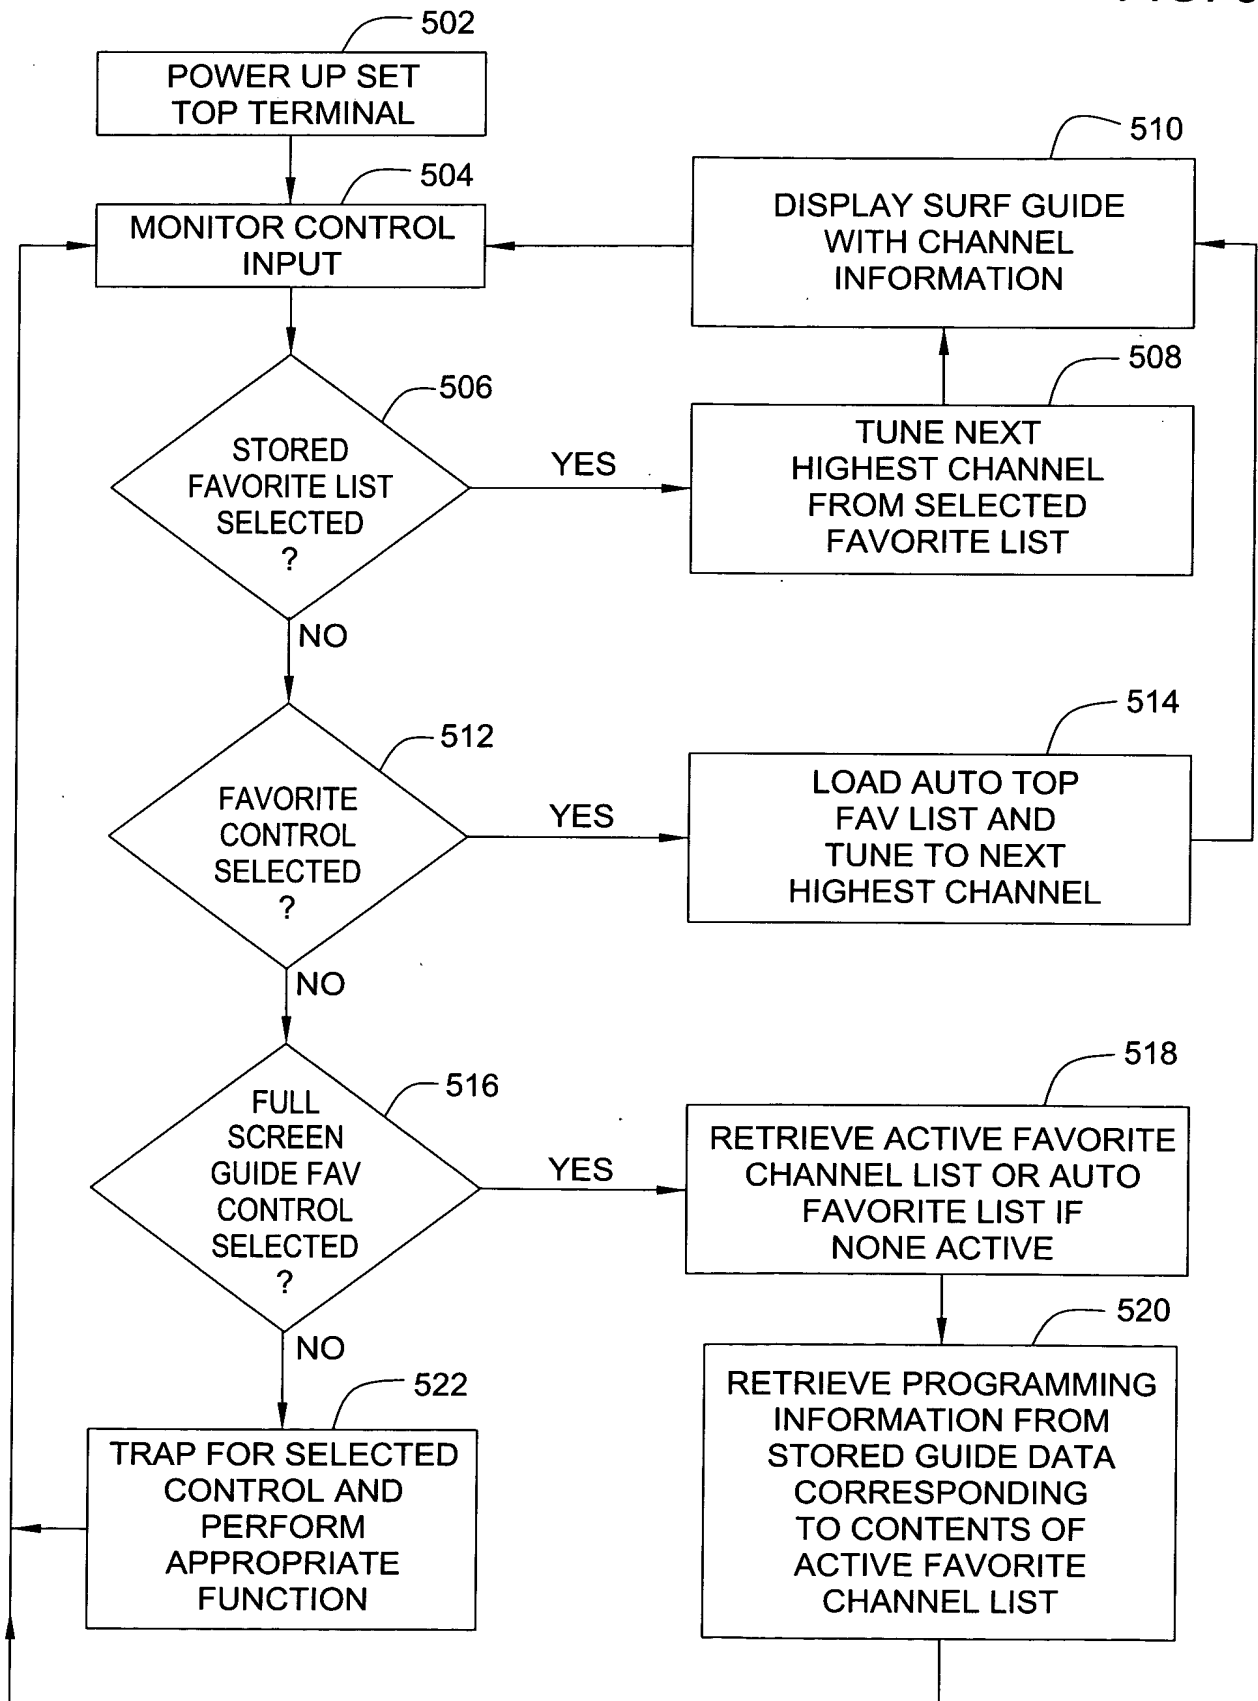 502
POWER UP SET
TOP TERMINAL
504
MONITOR CONTROL
INPUT
510
DISPLAY SURF GUIDE
WITH CHANNEL
INFORMATION
506
STORED
FAVORITE LIST
SELECTED
?
YES
508
TUNE NEXT
HIGHEST CHANNEL
FROM SELECTED
FAVORITE LIST
NO
512
FAVORITE
CONTROL
SELECTED
?
YES
514
LOAD AUTO TOP
FAV LIST AND
TUNE TO NEXT
HIGHEST CHANNEL
NO
516
FULL
SCREEN
GUIDE FAV
CONTROL
SELECTED
?
YES
518
RETRIEVE ACTIVE FAVORITE
CHANNEL LIST OR AUTO
FAVORITE LIST IF
NONE ACTIVE
NO
520
RETRIEVE PROGRAMMING
INFORMATION FROM
STORED GUIDE DATA
CORRESPONDING
TO CONTENTS OF
ACTIVE FAVORITE
CHANNEL LIST
522
TRAP FOR SELECTED
CONTROL AND
PERFORM
APPROPRIATE
FUNCTION